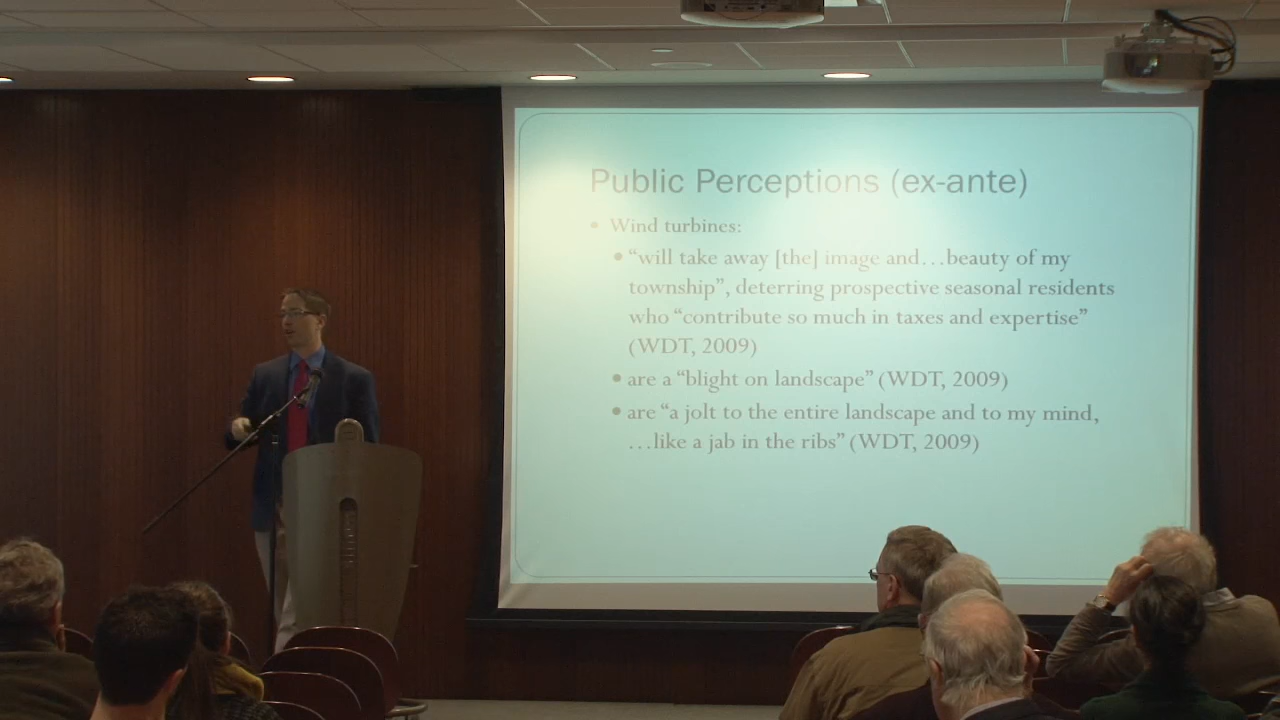 Public Perceptions (ex-ante)
• Wind turbines:
• “will take away [the] image and…beauty of my
township”, deterring prospective seasonal residents
who “contribute so much in taxes and expertise”
(WDT, 2009)
• are a “blight on landscape” (WDT, 2009)
• are “a jolt to the entire landscape and to my mind,
…like a jab in the ribs” (WDT, 2009)